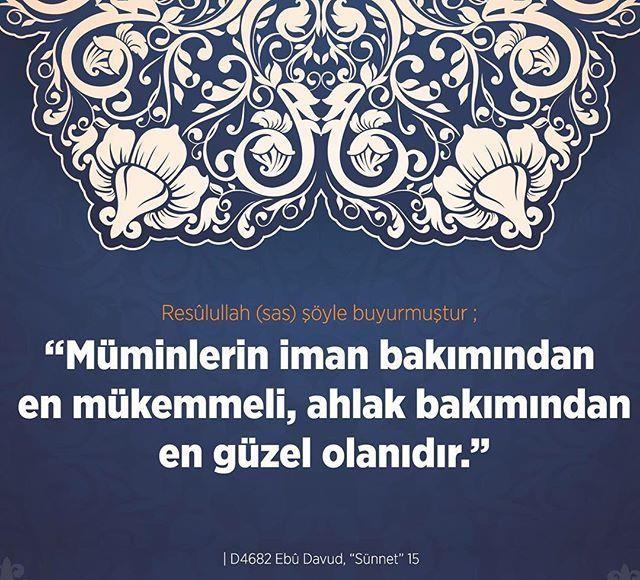 Resûlullah (sas) şöyle buyurmuştur ;
“Müminlerin iman bakımından
en mükemmeli, ahlak bakımından
en güzel olanıdır.”
| D4682 Ebû Davud, “Sünnet” 15